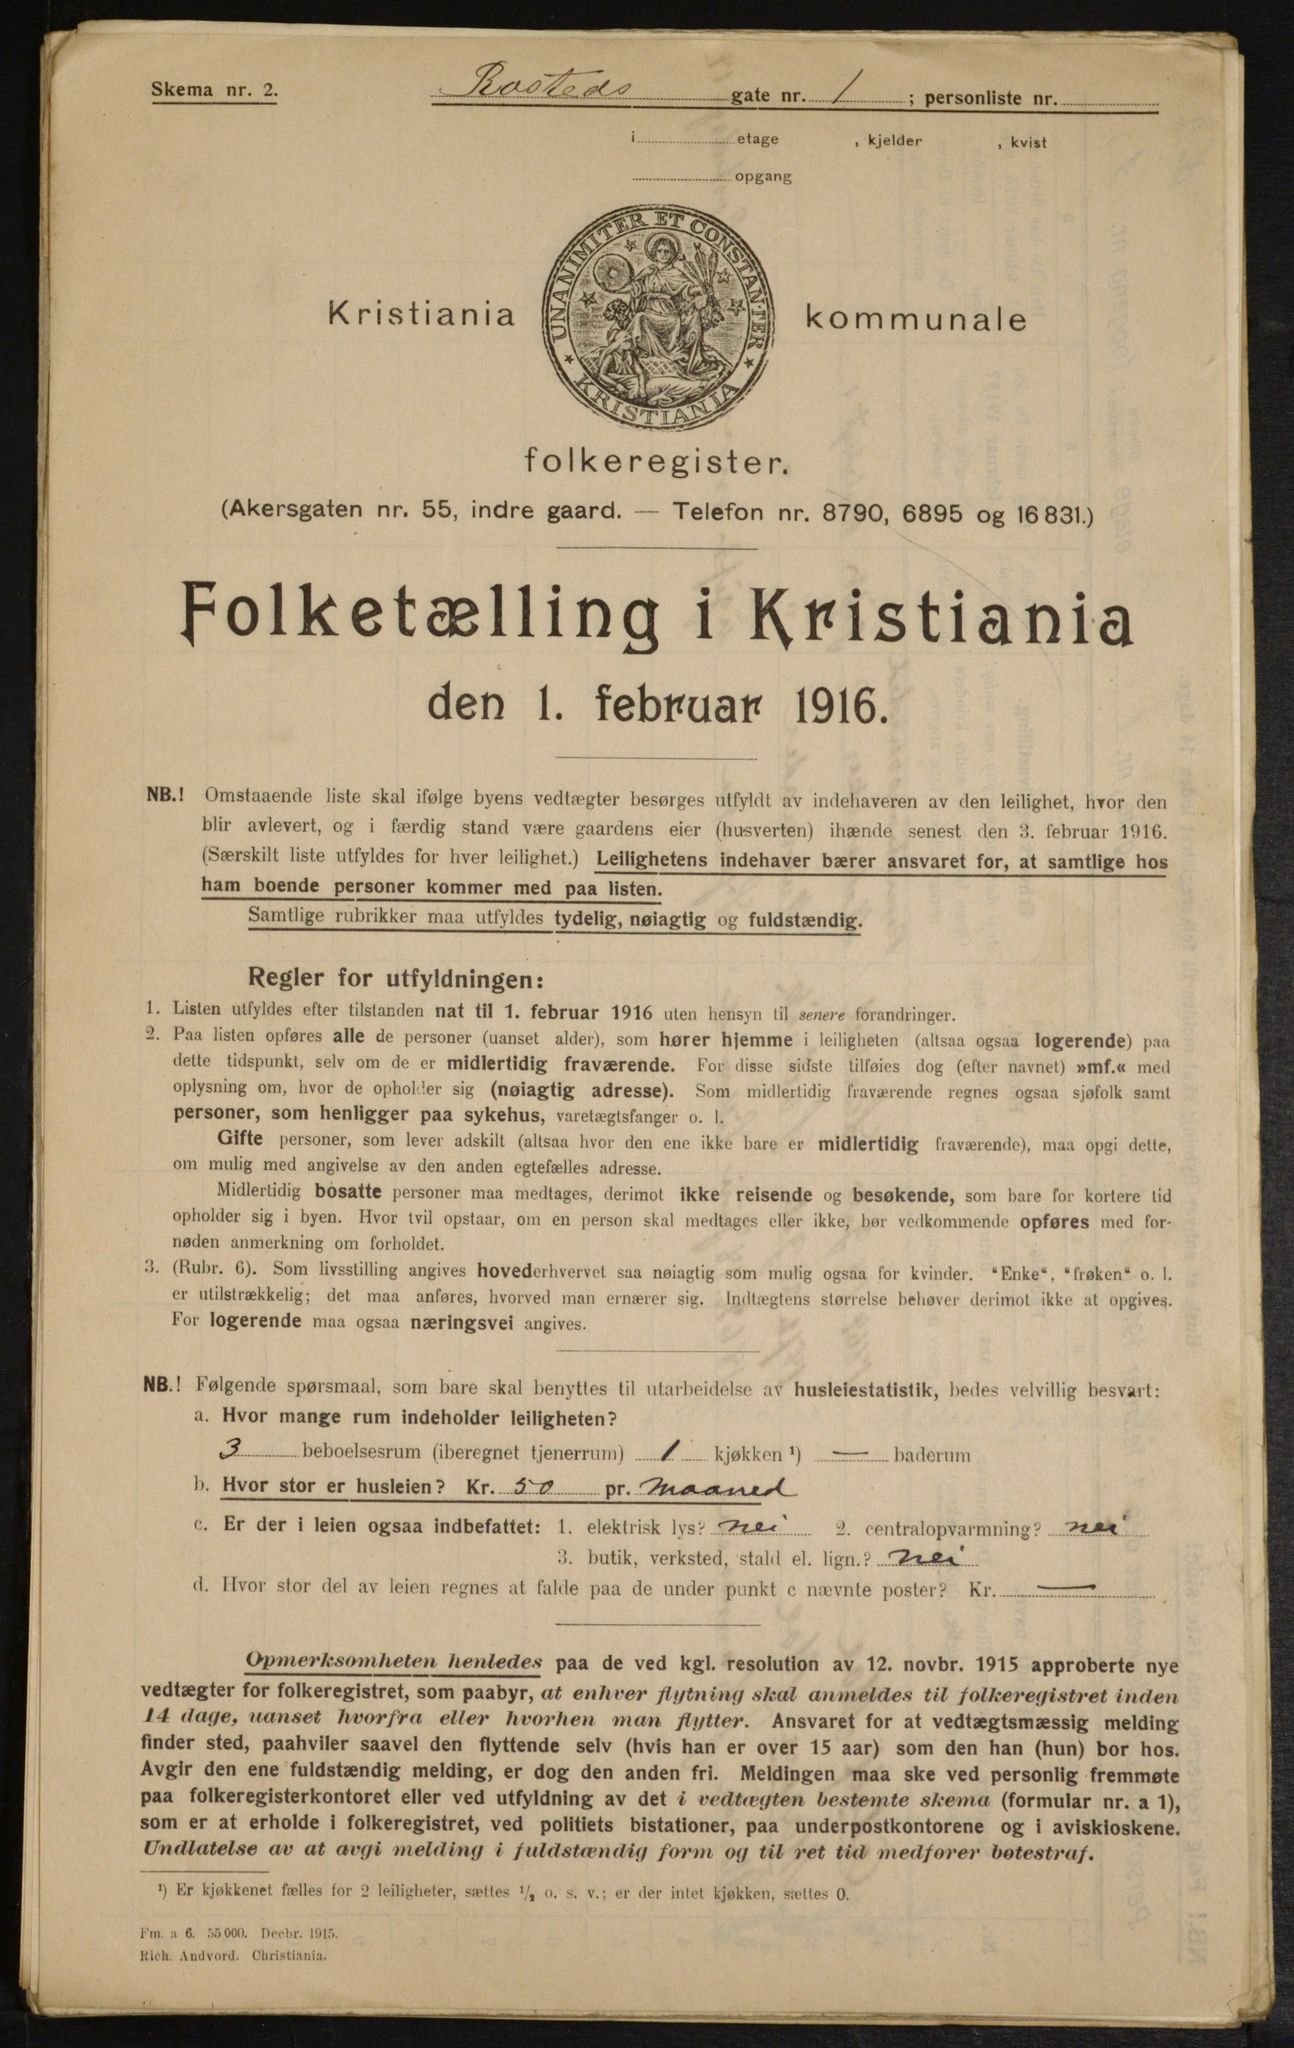 Skema nr. 2.
Rosteds gate nr. 1; personliste nr.
i etage, kjelder, kvist
opgang
UNANIMITER ET CONSTANTER
KRISTIANIA
Kristiania kommunale
folkeregister.
(Akersgaten nr. 55, indre gaard. — Telefon nr. 8790, 6895 og 16831.)
Folketælling i Kristiania
den 1. februar 1916.
NB.! Omstaaende liste skal ifølge byens vedtægter besørges utfyldt av indehaveren av den leilighet, hvor den
blir avlevert, og i færdig stand være gaardens eier (husverten) ihænde senest den 3. februar 1916.
(Særskilt liste utfyldes for hver leilighet.) Leilighetens indehaver bærer ansvaret for, at samtlige hos
ham boende personer kommer med paa listen.
Samtlige rubrikker maa utfyldes tydelig, nøiagtig og fuldstændig.
Regler for utfyldningen:
1. Listen utfyldes efter tilstanden nat til 1. februar 1916 uten hensyn til senere forandringer.
2. Paa listen opføres alle de personer (uanset alder), som hører hjemme i leiligheten (altsaa ogsaa logerende) paa
dette tidspunkt, selv om de er midlertidig fraværende. For disse sidste tilføies dog (efter navnet) »mf.« med
oplysning om, hvor de opholder sig (nøiagtig adresse). Som midlertidig fraværende regnes ogsaa sjøfolk samt
personer, som henligger paa sykehus, varetægtsfanger o. l.
Gifte personer, som lever adskilt (altsaa hvor den ene ikke bare er midlertidig fraværende), maa opgi dette,
om mulig med angivelse av den anden egtefælles adresse.
Midlertidig bosatte personer maa medtages, derimot ikke reisende og besøkende, som bare for kortere tid
opholder sig i byen. Hvor tvil opstaar, om en person skal medtages eller ikke, bør vedkommende opføres med for-
nøden anmerkning om forholdet.
3. (Rubr. 6). Som livsstilling angives hovederhvervet saa nøiagtig som mulig ogsaa for kvinder. "Enke", "frøken" o. l.
er utilstrækkelig; det maa anføres, hvorved man ernærer sig. Indtægtens størrelse behøver derimot ikke at opgives.
For logerende maa ogsaa næringsvei angives.
NB.! Følgende spørsmaal, som bare skal benyttes til utarbeidelse av husleiestatistik, bedes velvillig besvart:
a. Hvor mange rum indeholder leiligheten?
3 beboelsesrum (iberegnet tjenerrum) 1 kjøkken ¹) — baderum
b. Hvor stor er husleien? Kr. 50 pr. Maaned
c. Er der i leien ogsaa indbefattet: 1. elektrisk lys? nei 2. centralopvarmning? nei
3. butik, verksted, stald el. lign.? nei
d. Hvor stor del av leien regnes at falde paa de under punkt c nævnte poster? Kr. —
Opmerksomheten henledes paa de ved kgl. resolution av 12. novbr. 1915 approberte nye
vedtægter for folkeregistret, som paabyr, at enhver flytning skal anmeldes til folkeregistret inden
14 dage, uanset hvorfra eller hvorhen man flytter. Ansvaret for at vedtægtsmæssig melding
finder sted, paahviler saavel den flyttende selv (hvis han er over 15 aar) som den han (hun) bor hos.
Avgir den ene fuldstændig melding, er dog den anden fri. Meldingen maa ske ved personlig fremmøte
paa folkeregisterkontoret eller ved utfyldning av det i vedtægten bestemte skema (formular nr. a 1),
som er at erholde i folkeregistret, ved politiets bistationer, paa underpostkontorene og i aviskioskene.
Undlatelse av at avgi melding i fuldstændig form og til ret tid medfører bøtestraf.
¹) Er kjøkkenet fælles for 2 leiligheter, sættes ½ o. s. v.; er der intet kjøkken, sættes 0.
Fm. a 6. 55000. Decbr. 1915.
Rich. Andvord. Christiania.